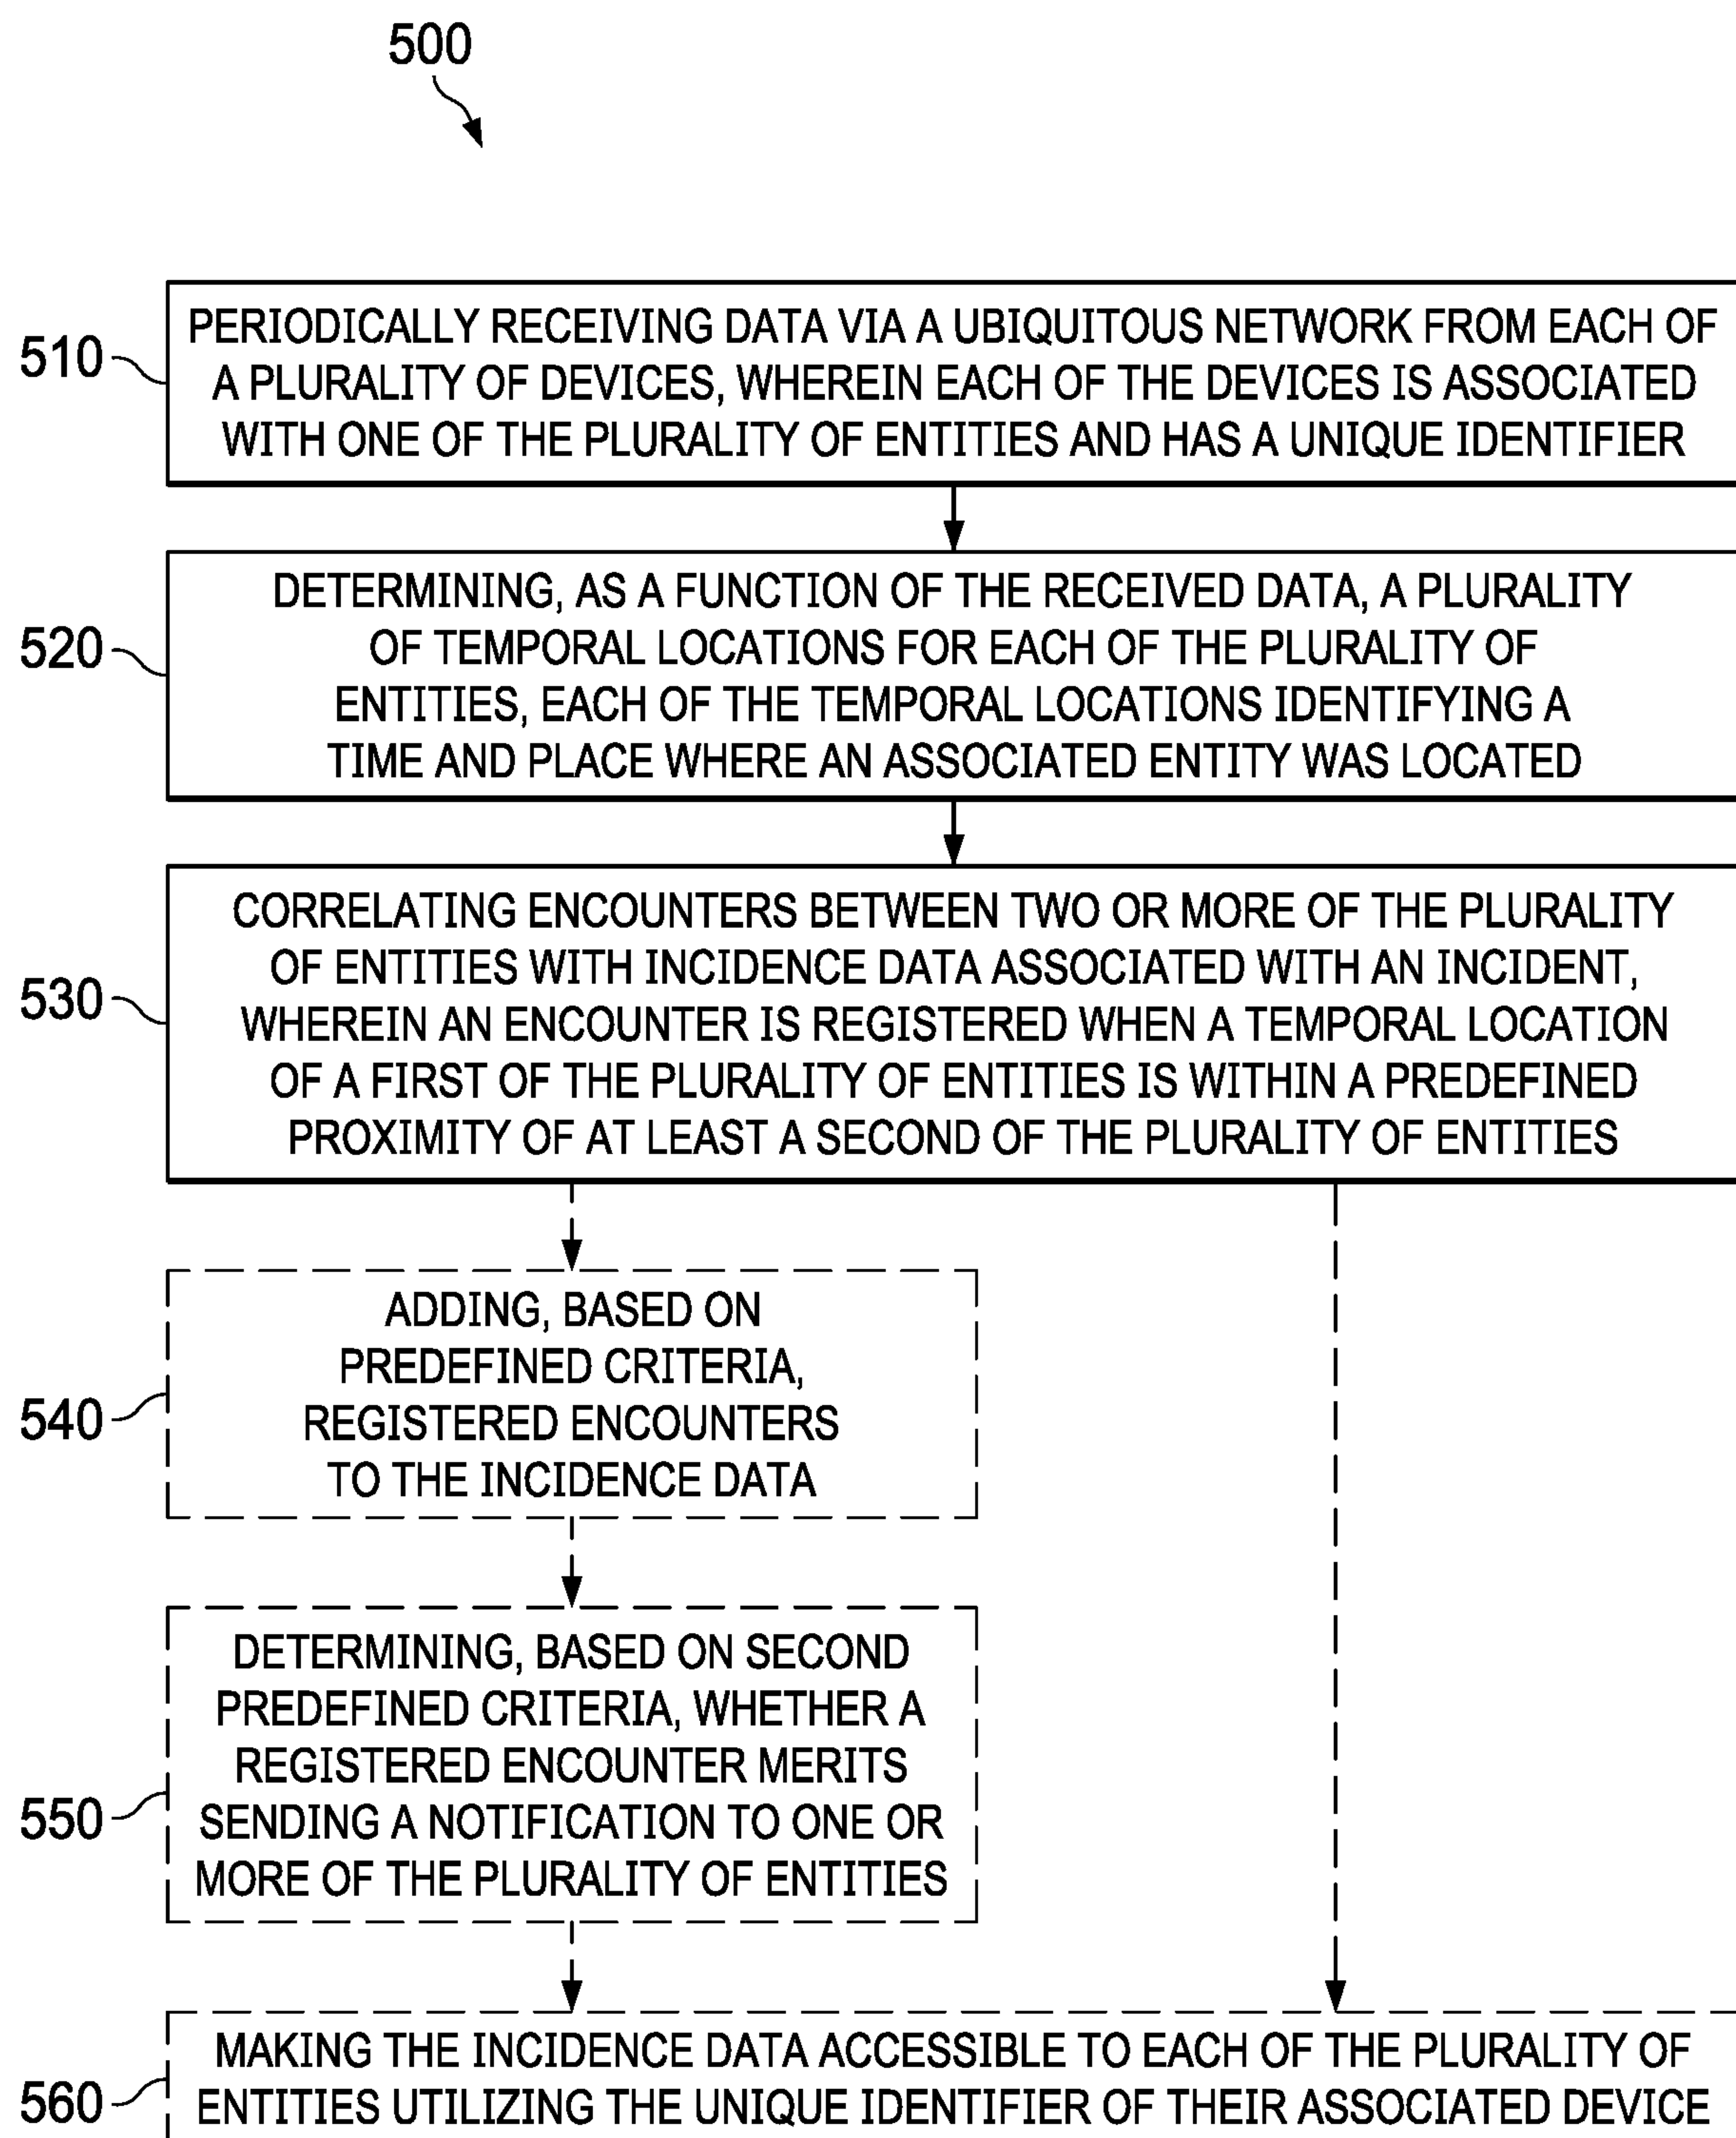 500
510
PERIODICALLY RECEIVING DATA VIA A UBIQUITOUS NETWORK FROM EACH OF
A PLURALITY OF DEVICES, WHEREIN EACH OF THE DEVICES IS ASSOCIATED
WITH ONE OF THE PLURALITY OF ENTITIES AND HAS A UNIQUE IDENTIFIER
520
DETERMINING, AS A FUNCTION OF THE RECEIVED DATA, A PLURALITY
OF TEMPORAL LOCATIONS FOR EACH OF THE PLURALITY OF
ENTITIES, EACH OF THE TEMPORAL LOCATIONS IDENTIFYING A
TIME AND PLACE WHERE AN ASSOCIATED ENTITY WAS LOCATED
530
CORRELATING ENCOUNTERS BETWEEN TWO OR MORE OF THE PLURALITY
OF ENTITIES WITH INCIDENCE DATA ASSOCIATED WITH AN INCIDENT,
WHEREIN AN ENCOUNTER IS REGISTERED WHEN A TEMPORAL LOCATION
OF A FIRST OF THE PLURALITY OF ENTITIES IS WITHIN A PREDEFINED
PROXIMITY OF AT LEAST A SECOND OF THE PLURALITY OF ENTITIES
540
ADDING, BASED ON
PREDEFINED CRITERIA,
REGISTERED ENCOUNTERS
TO THE INCIDENCE DATA
550
DETERMINING, BASED ON SECOND
PREDEFINED CRITERIA, WHETHER A
REGISTERED ENCOUNTER MERITS
SENDING A NOTIFICATION TO ONE OR
MORE OF THE PLURALITY OF ENTITIES
560
MAKING THE INCIDENCE DATA ACCESSIBLE TO EACH OF THE PLURALITY OF
ENTITIES UTILIZING THE UNIQUE IDENTIFIER OF THEIR ASSOCIATED DEVICE